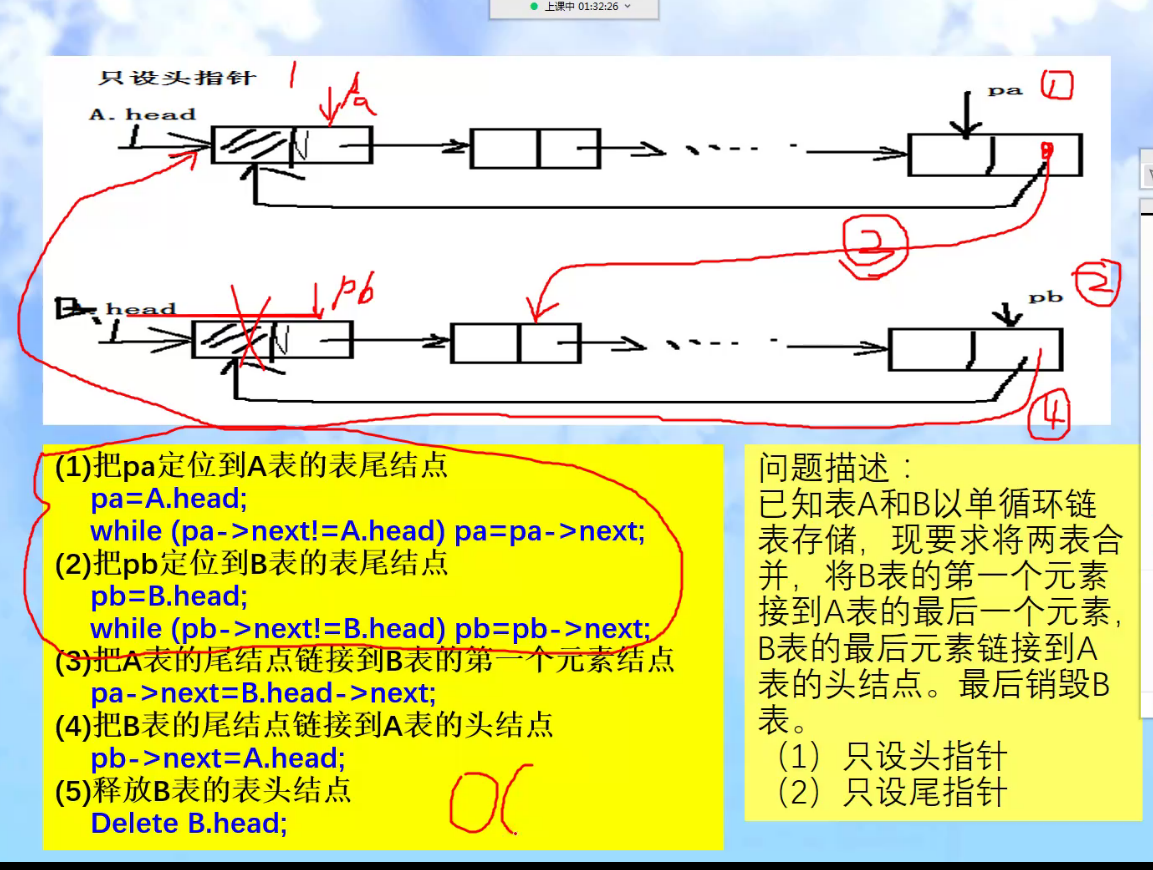 上课中 01:32:26
只设头指针
A. head
pa
1
Pa
head
pb
2
pb
3
4
(1)把pa定位到A表的表尾结点
pa=A.head;
while (pa->next!=A.head) pa=pa->next;
(2)把pb定位到B表的表尾结点
pb=B.head;
while (pb->next!=B.head) pb=pb->next;
(3)把A表的尾结点链接到B表的第一个元素结点
pa->next=B.head->next;
(4)把B表的尾结点链接到A表的头结点
pb->next=A.head;
(5)释放B表的表头结点
Delete B.head;
O(
问题描述：
已知表A和B以单循环链
表存储，现要求将两表合
并，将B表的第一个元素
接到A表的最后一个元素，
B表的最后元素链接到A
表的头结点。最后销毁B
表。
（1）只设头指针
（2）只设尾指针